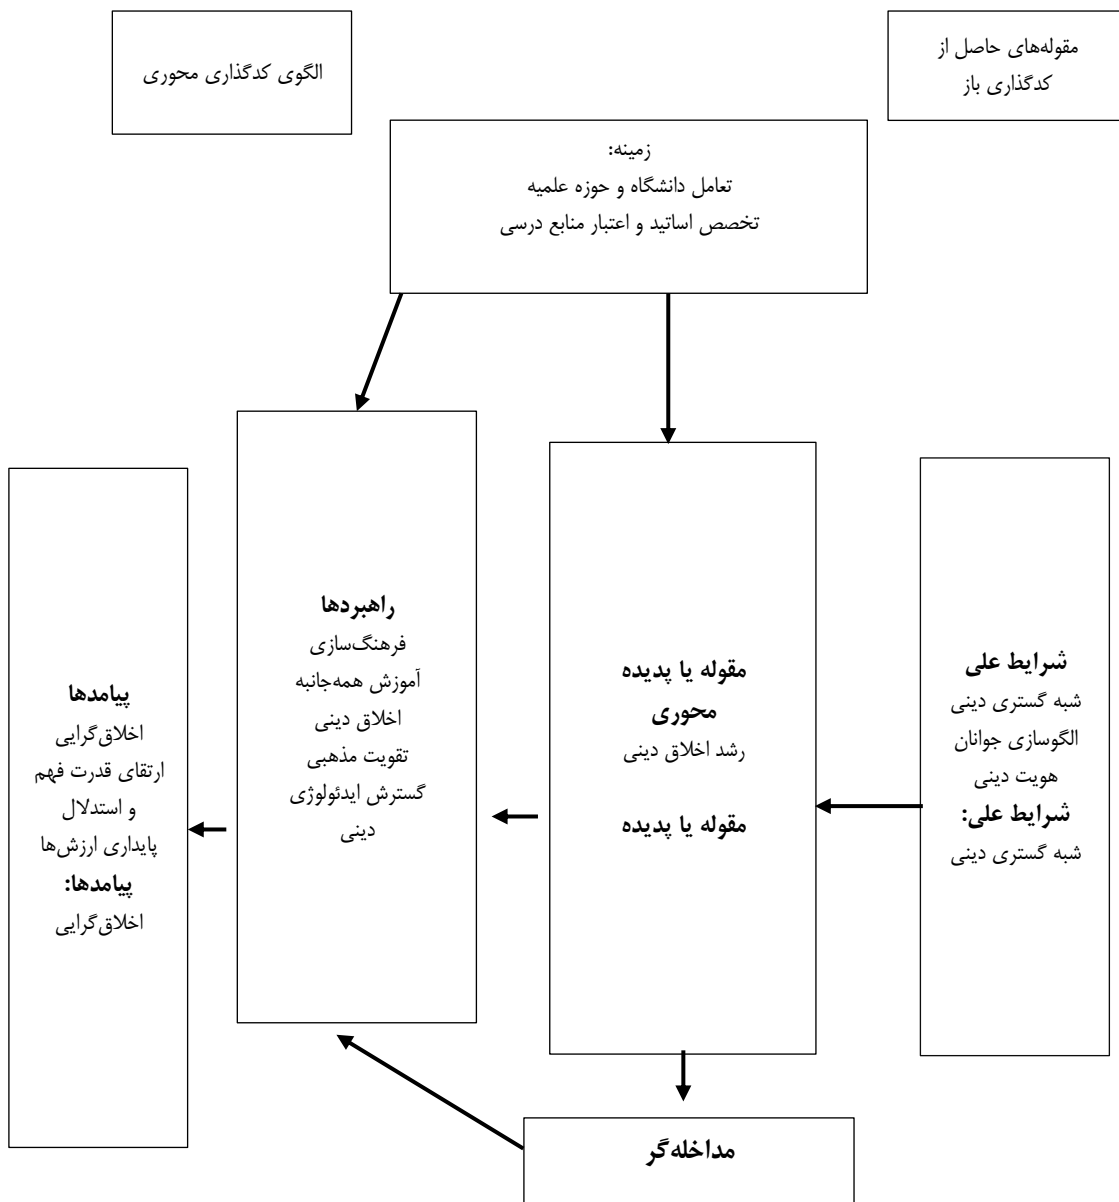 مقوله‌های حاصل از
کدگذاری باز
الگوی کدگذاری محوری
زمینه:
تعامل دانشگاه و حوزه علمیه
تخصص اساتید و اعتبار منابع درسی
شرایط علی
شبه گستری دینی
الگوسازی جوانان
هویت دینی
شرایط علی:
شبه گستری دینی
مقوله یا پدیده
محوری
رشد اخلاق دینی
مقوله یا پدیده
راهبردها
فرهنگ‌سازی
آموزش همه‌جانبه
اخلاق دینی
تقویت مذهبی
گسترش ایدئولوژی
دینی
پیامدها
اخلاق‌گرایی
ارتقای قدرت فهم
و استدلال
پایداری ارزش‌ها
پیامدها:
اخلاق‌گرایی
مداخله‌گر